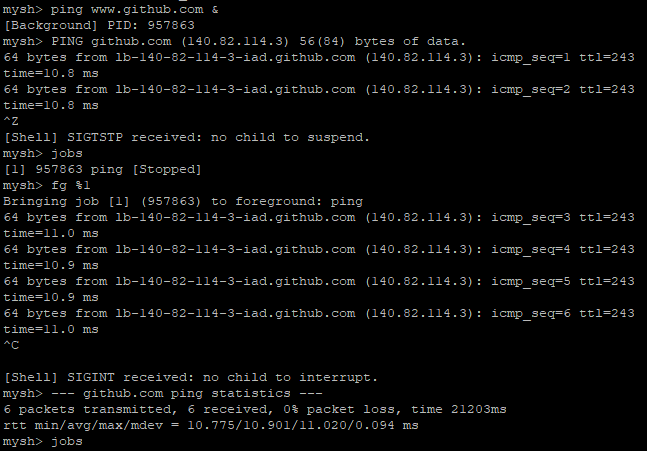 mysh> ping www.github.com &
[Background] PID: 957863
mysh> PING github.com (140.82.114.3) 56(84) bytes of data.
64 bytes from lb-140-82-114-3-iad.github.com (140.82.114.3): icmp_seq=1 ttl=243
time=10.8 ms
64 bytes from lb-140-82-114-3-iad.github.com (140.82.114.3): icmp_seq=2 ttl=243
time=10.8 ms
^Z
[Shell] SIGTSTP received: no child to suspend.
mysh> jobs
[1] 957863 ping [Stopped]
mysh> fg %1
Bringing job [1] (957863) to foreground: ping
64 bytes from lb-140-82-114-3-iad.github.com (140.82.114.3): icmp_seq=3 ttl=243
time=11.0 ms
64 bytes from lb-140-82-114-3-iad.github.com (140.82.114.3): icmp_seq=4 ttl=243
time=10.9 ms
64 bytes from lb-140-82-114-3-iad.github.com (140.82.114.3): icmp_seq=5 ttl=243
time=10.9 ms
64 bytes from lb-140-82-114-3-iad.github.com (140.82.114.3): icmp_seq=6 ttl=243
time=11.0 ms
^C
[Shell] SIGINT received: no child to interrupt.
mysh> --- github.com ping statistics ---
6 packets transmitted, 6 received, 0% packet loss, time 21203ms
rtt min/avg/max/mdev = 10.775/10.901/11.020/0.094 ms
mysh> jobs